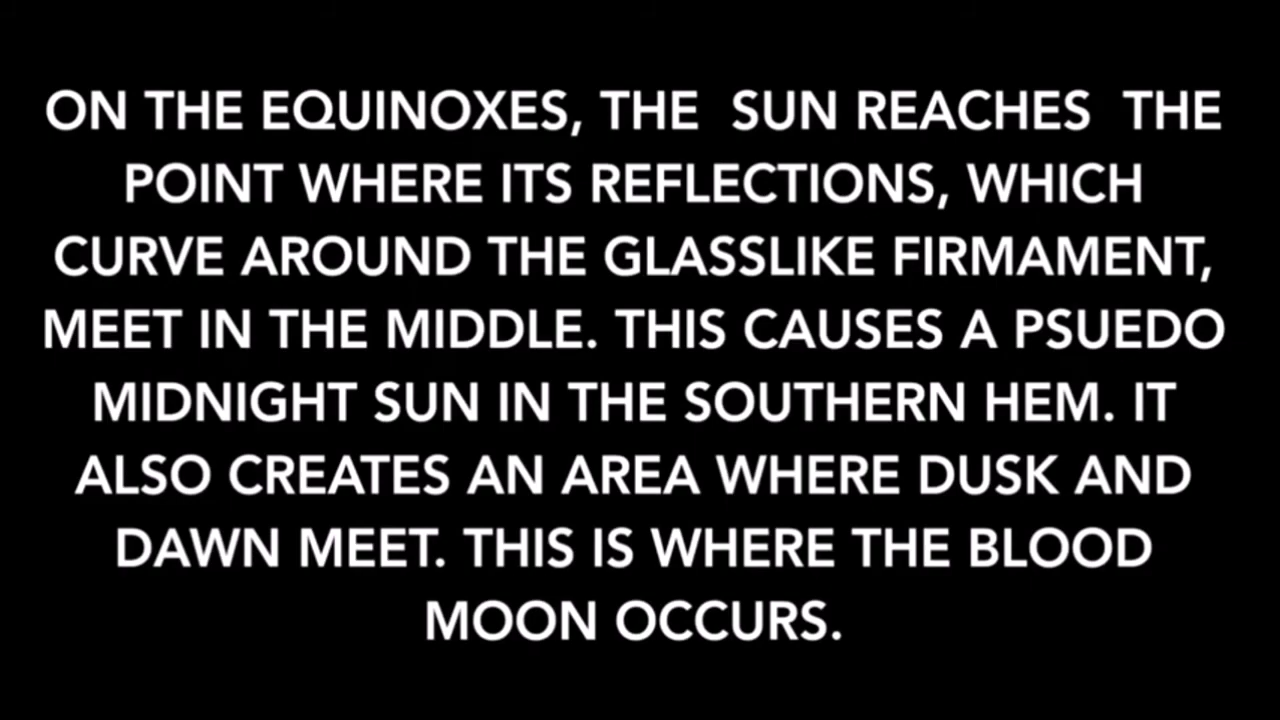 ON THE EQUINOXES, THE SUN REACHES THE
POINT WHERE ITS REFLECTIONS, WHICH
CURVE AROUND THE GLASSLIKE FIRMAMENT,
MEET IN THE MIDDLE. THIS CAUSES A PSUEDO
MIDNIGHT SUN IN THE SOUTHERN HEM. IT
ALSO CREATES AN AREA WHERE DUSK AND
DAWN MEET. THIS IS WHERE THE BLOOD
MOON OCCURS.